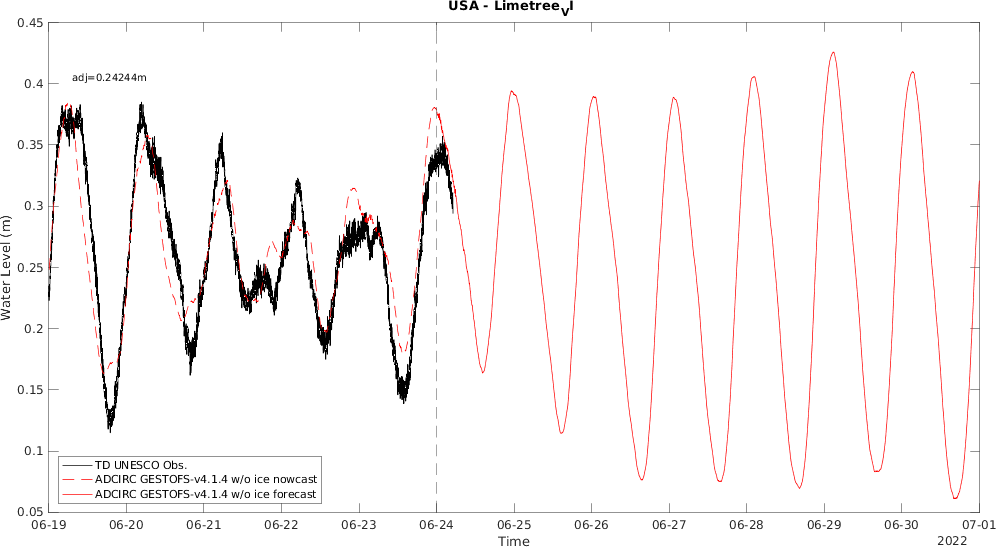 USA - Limetree_VI
0.45
0.4
0.35
0.3
0.25
0.2
0.15
0.1
0.05
Water Level (m)
adj=0.24244m
TD UNESCO Obs.
ADCIRC GESTOFS-v4.1.4 w/o ice nowcast
ADCIRC GESTOFS-v4.1.4 w/o ice forecast
06-19 06-20 06-21 06-22 06-23 06-24 06-25 06-26 06-27 06-28 06-29 06-30 07-01
Time
2022